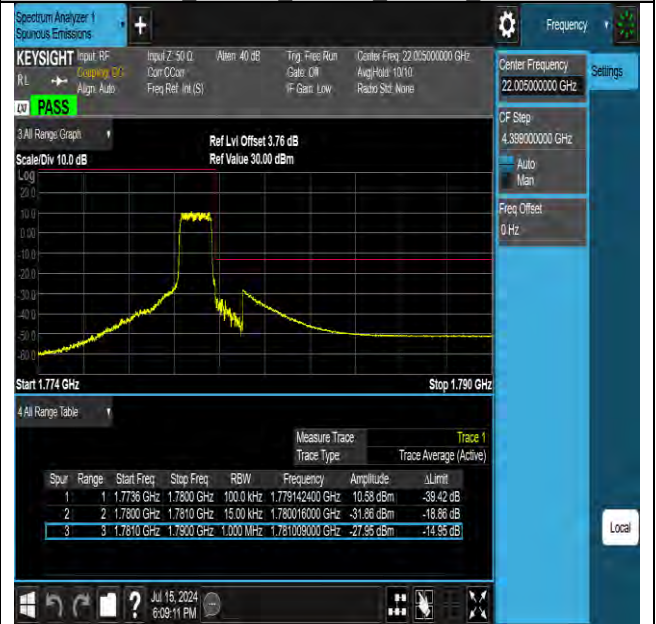 Spectrum Analyzer 1
Spurious Emissions
Frequency
KEYSIGHT Input: RF Input Z: 50 Ω Atten: 40 dB Trig: Free Run Center Freq: 22.005000000 GHz
RL Coupling: DC Corr CCorr Gate: Off Avg|Hold: 10/10
Align: Auto Freq Ref: Int (S) IF Gain: Low Radio Std: None
PASS
Center Frequency
22.005000000 GHz
Settings
CF Step
4.399000000 GHz
Auto
Man
Freq Offset
0 Hz
3 All Range Graph
Ref Lvl Offset 3.76 dB
Scale/Div 10.0 dB Ref Value 30.00 dBm
Log
20.0
10.0
0.00
-10.0
-20.0
-30.0
-40.0
-50.0
-60.0
Start 1.774 GHz Stop 1.790 GHz
4 All Range Table
Measure Trace Trace 1
Trace Type Trace Average (Active)
Spur Range Start Freq Stop Freq RBW Frequency Amplitude ΔLimit
1 1 1.7736 GHz 1.7800 GHz 100.0 kHz 1.779142400 GHz 10.58 dBm -39.42 dB
2 2 1.7800 GHz 1.7810 GHz 15.00 kHz 1.780016000 GHz -31.86 dBm -18.86 dB
3 3 1.7810 GHz 1.7900 GHz 1.000 MHz 1.781009000 GHz -27.95 dBm -14.95 dB
Local
Jul 15, 2024
6:09:11 PM